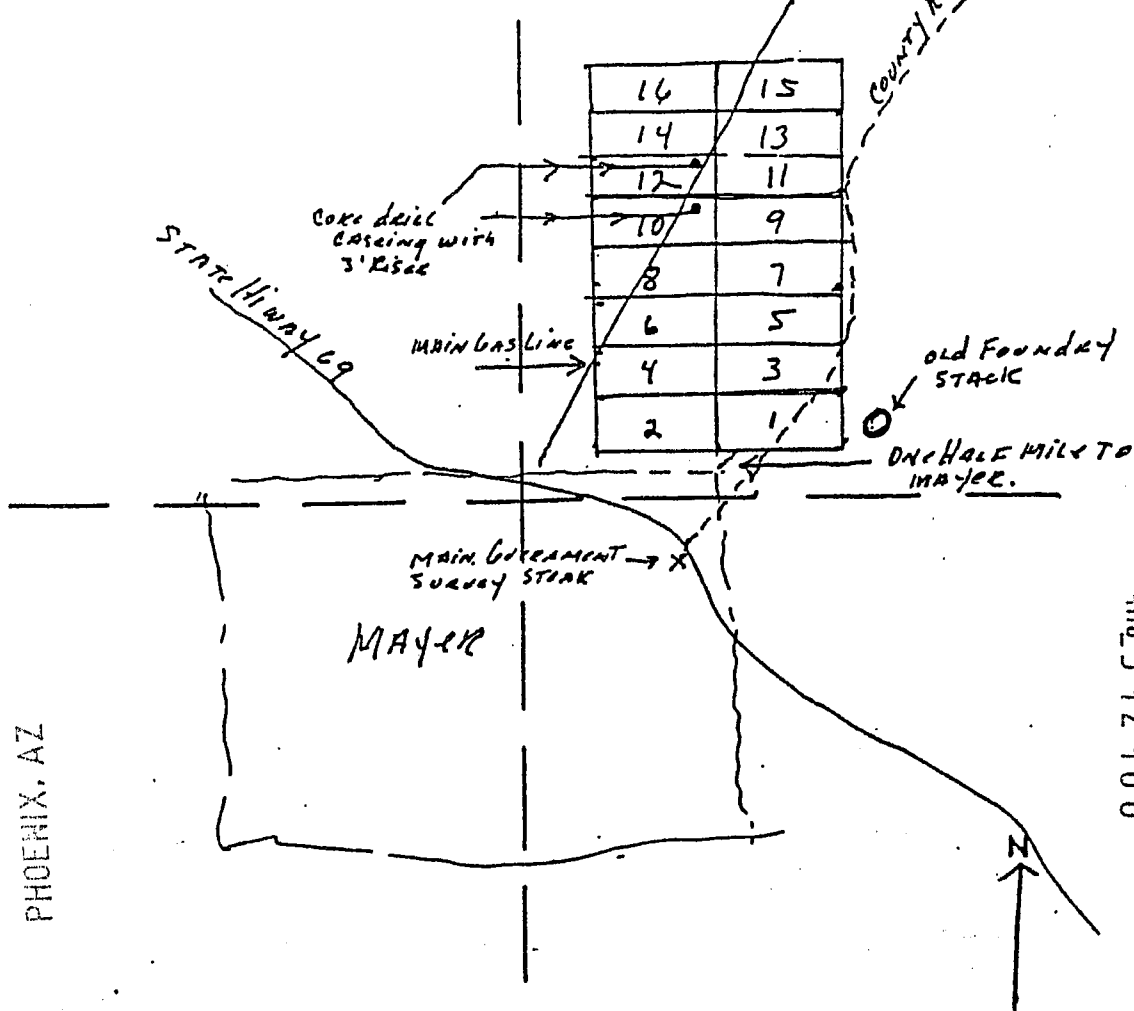 COUNTY R
16 15
14 13
12 11
10 9
8 7
6 5
4 3
2 1
CORE drill
CASEING WITH
3' RISER
STATE HIWAY 69
MAIN GAS LINE
OLD FOUNDRY
STACK
ONE HALF MILE TO
MAYER.
MAIN. GOVERNMENT
SURVEY STEAK
MAYER
PHOENIX, AZ
N